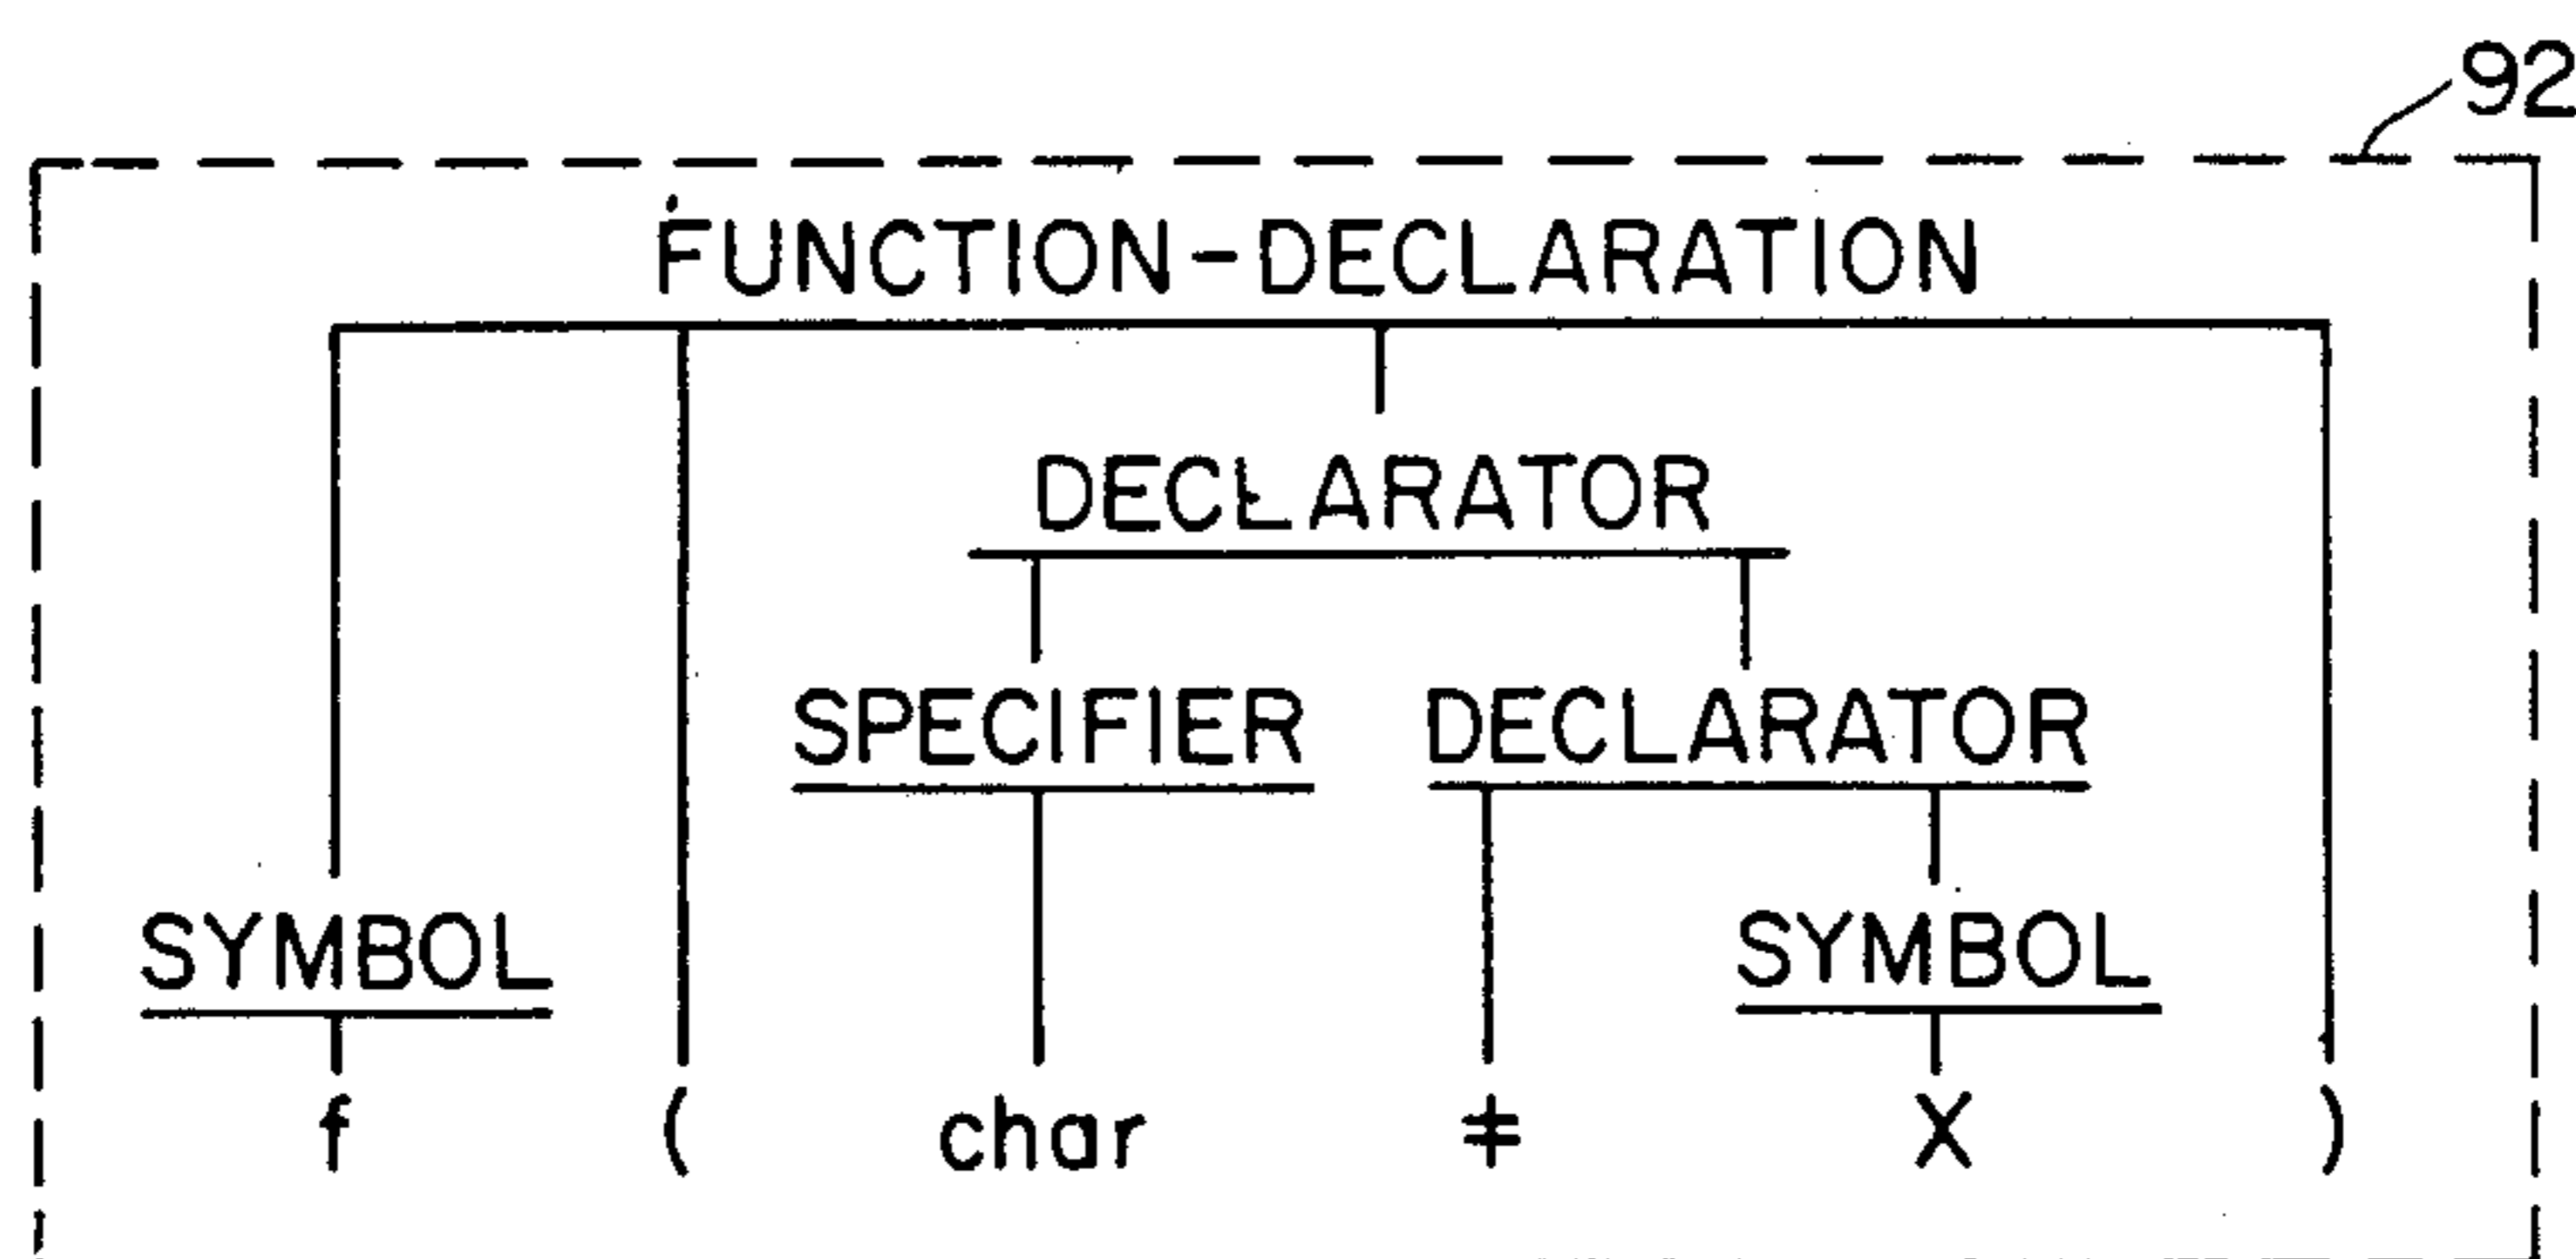 92
FUNCTION-DECLARATION
DECLARATOR
SPECIFIER DECLARATOR
SYMBOL SYMBOL
f ( char ‡ X )